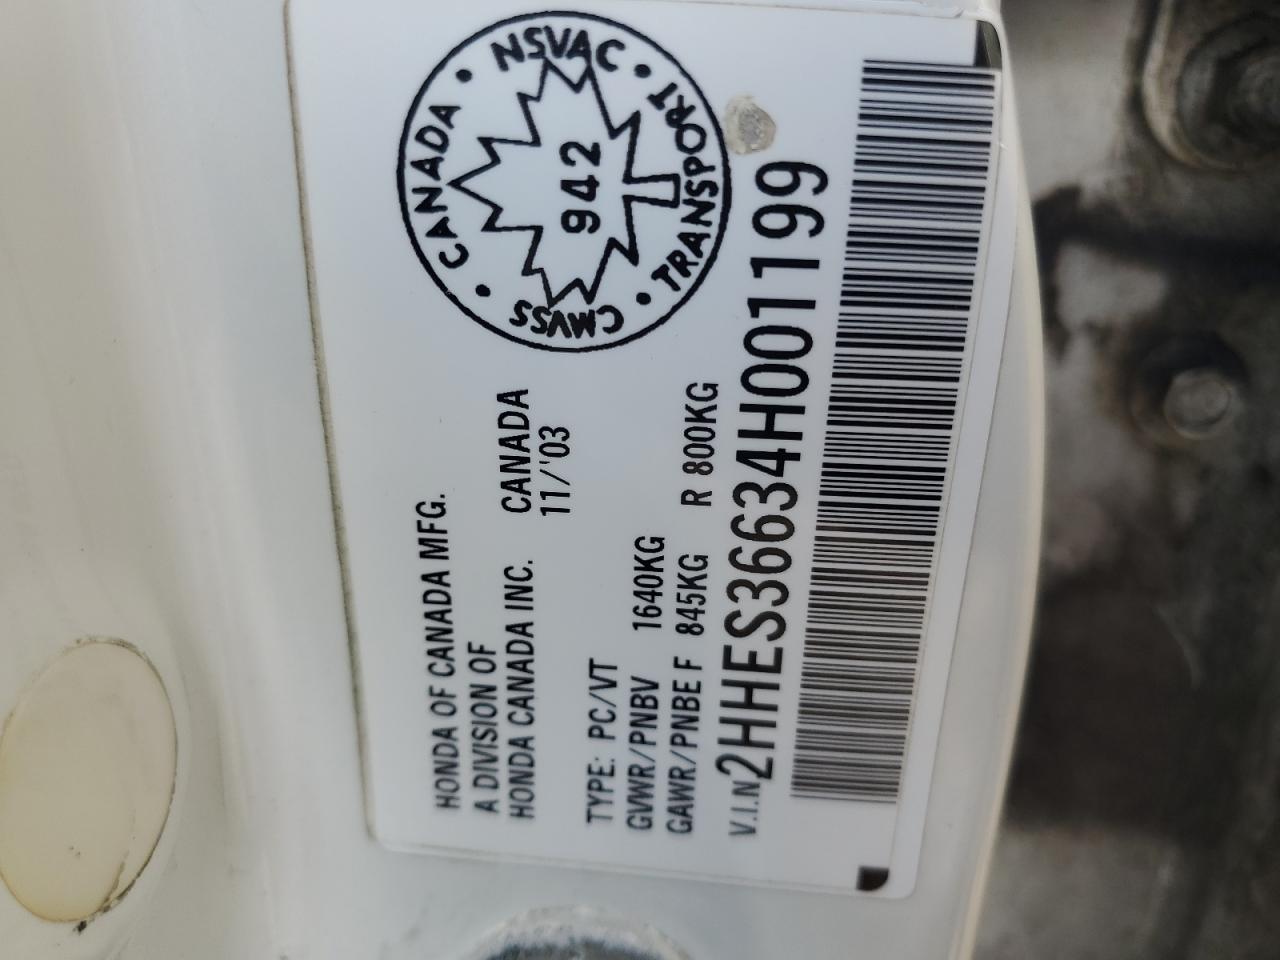 HONDA OF CANADA MFG.
A DIVISION OF
HONDA CANADA INC. CANADA
11/'03
TYPE: PC/VT
GVWR/PNBV 1640KG
GAWR/PNBE F 845KG R 800KG
V.I.N 2HHES36634H001199
CANADA • NSVAC • TRANSPORT • CMVSS •
942